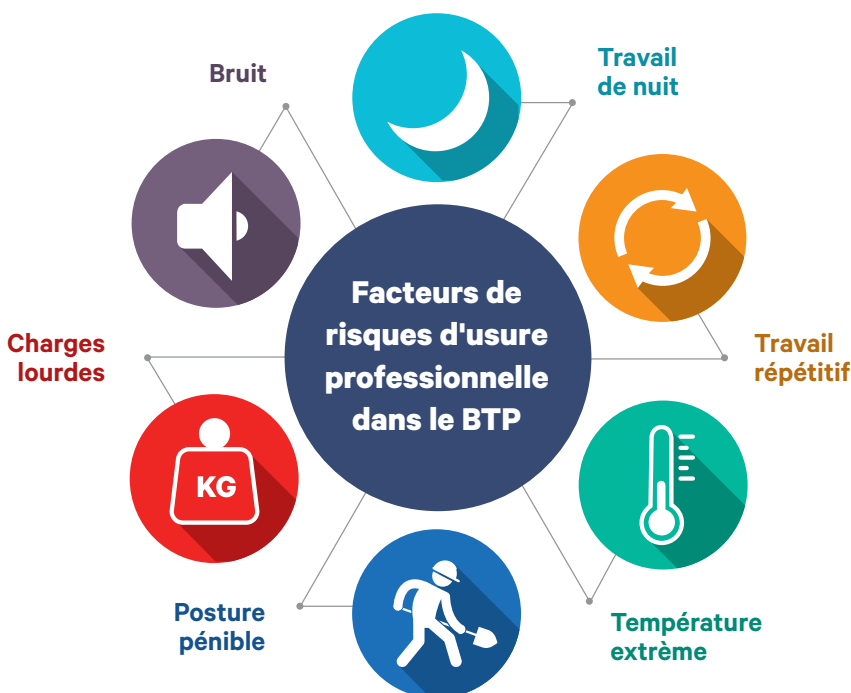 Bruit
Travail
de nuit
Facteurs de
risques d'usure
professionnelle
dans le BTP
Charges
lourdes
Travail
répétitif
KG
Posture
pénible
Température
extrême